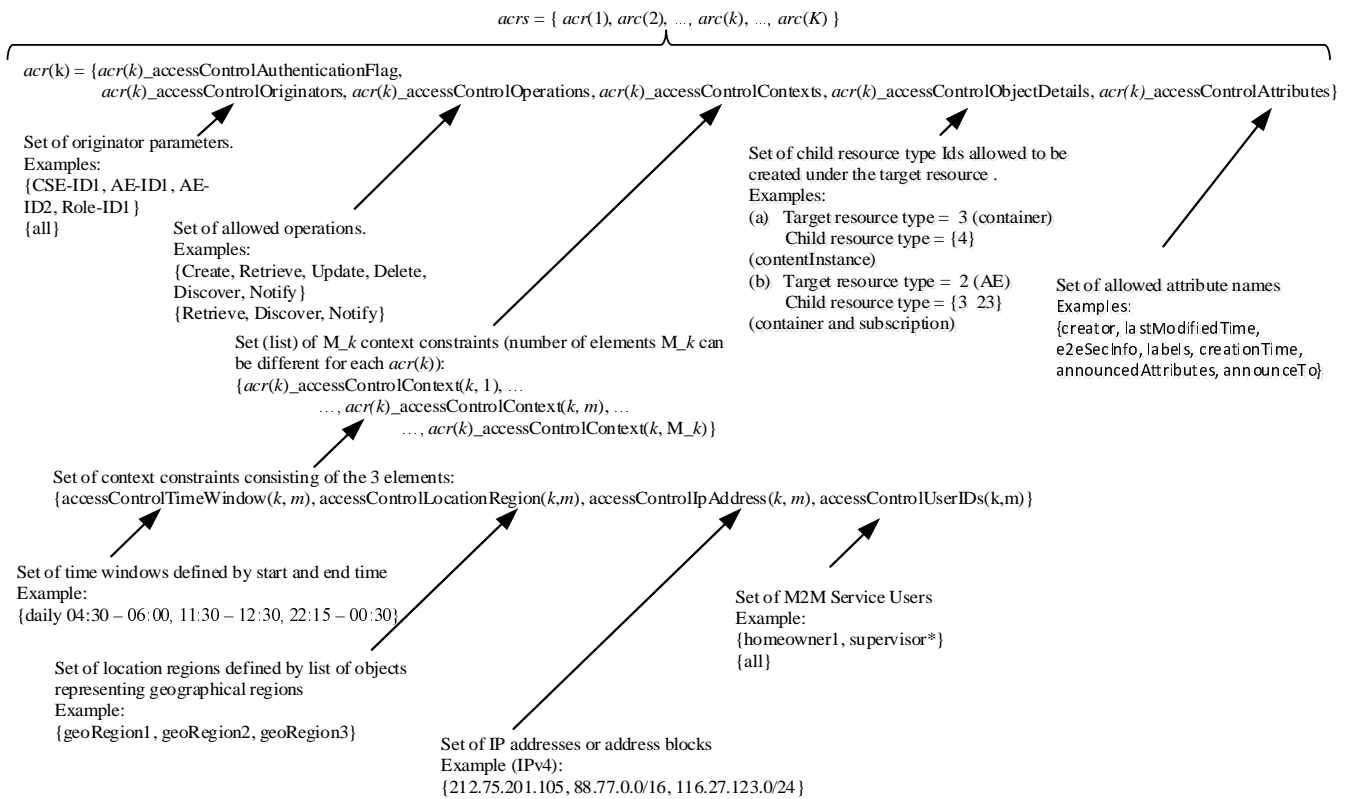 acrs = { acr(1), arc(2), ..., arc(k), ..., arc(K) }
acr(k) = {acr(k)_accessControlAuthenticationFlag,
acr(k)_accessControlOriginators, acr(k)_accessControlOperations, acr(k)_accessControlContexts, acr(k)_accessControlObjectDetails, acr(k)_accessControlAttributes}
Set of originator parameters.
Examples:
{CSE-ID1, AE-ID1, AE-
ID2, Role-ID1}
{all}
Set of allowed operations.
Examples:
{Create, Retrieve, Update, Delete,
Discover, Notify}
{Retrieve, Discover, Notify}
Set (list) of M_k context constraints (number of elements M_k can
be different for each acr(k)):
{acr(k)_accessControlContext(k, 1), ...
..., acr(k)_accessControlContext(k, m), ...
..., acr(k)_accessControlContext(k, M_k)}
Set of child resource type Ids allowed to be
created under the target resource .
Examples:
(a) Target resource type = 3 (container)
Child resource type = {4}
(contentInstance)
(b) Target resource type = 2 (AE)
Child resource type = {3 23}
(container and subscription)
Set of allowed attribute names
Examples:
{creator, lastModifiedTime,
e2eSecInfo, labels, creationTime,
announcedAttributes, announceTo}
Set of context constraints consisting of the 3 elements:
{accessControlTimeWindow(k, m), accessControlLocationRegion(k,m), accessControlIpAddress(k, m), accessControlUserIDs(k,m)}
Set of time windows defined by start and end time
Example:
{daily 04:30 – 06:00, 11:30 – 12:30, 22:15 – 00:30}
Set of location regions defined by list of objects
representing geographical regions
Example:
{geoRegion1, geoRegion2, geoRegion3}
Set of IP addresses or address blocks
Example (IPv4):
{212.75.201.105, 88.77.0.0/16, 116.27.123.0/24}
Set of M2M Service Users
Example:
{homeowner1, supervisor*}
{all}